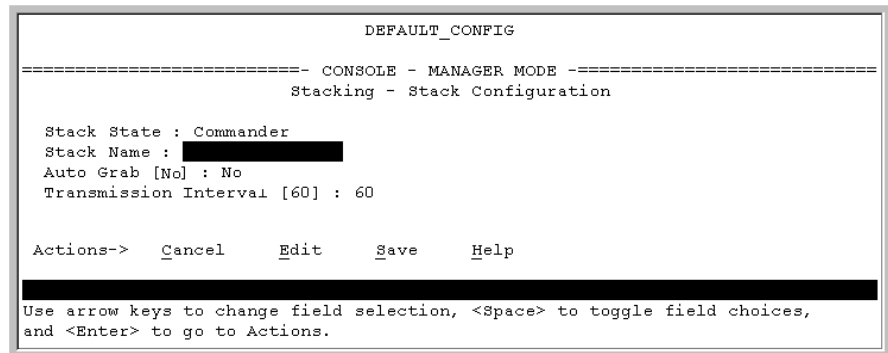 DEFAULT_CONFIG
==========================- CONSOLE - MANAGER MODE -============================
Stacking - Stack Configuration
Stack State : Commander
Stack Name :
Auto Grab [No] : No
Transmission Interval [60] : 60
Actions-> Cancel Edit Save Help
Use arrow keys to change field selection, <Space> to toggle field choices,
and <Enter> to go to Actions.